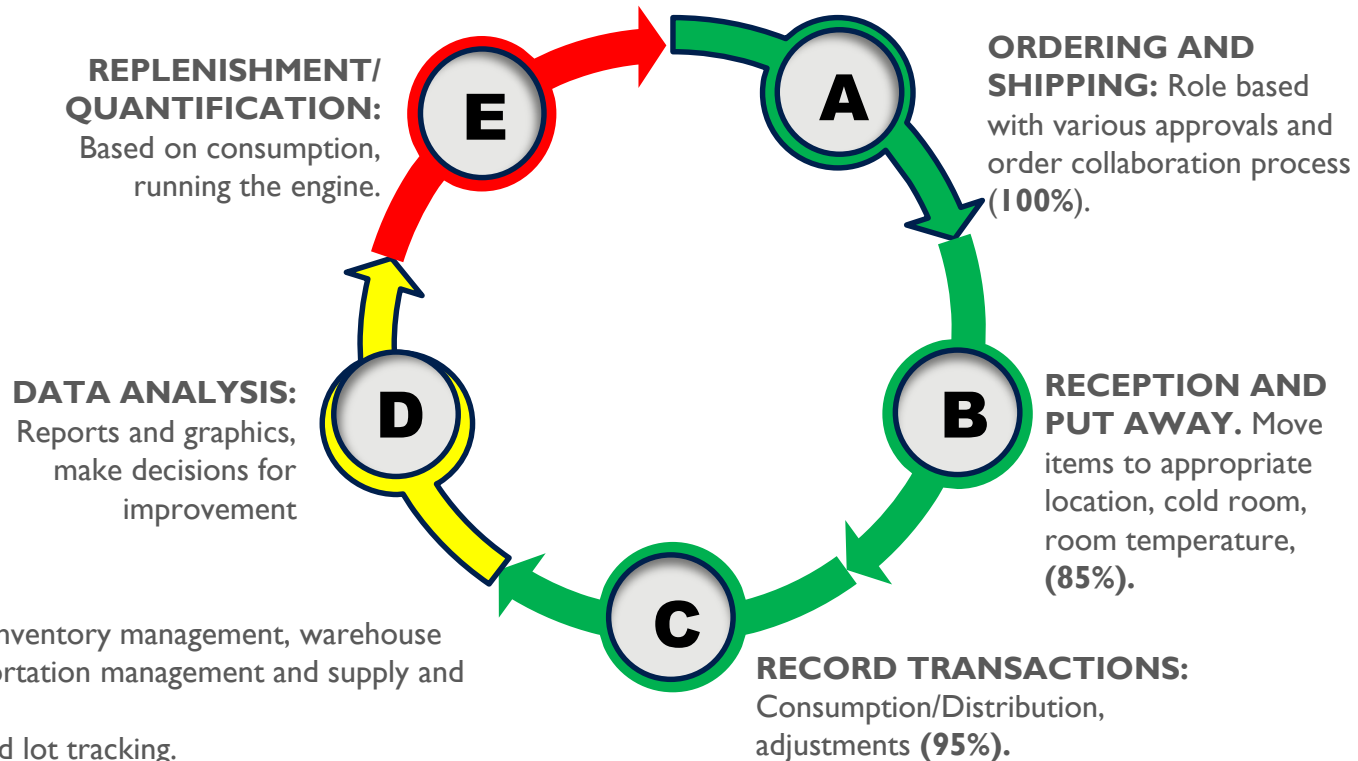 A
ORDERING AND
SHIPPING: Role based
with various approvals and
order collaboration process
(100%).
B
RECEPTION AND
PUT AWAY. Move
items to appropriate
location, cold room,
room temperature,
(85%).
C
RECORD TRANSACTIONS:
Consumption/Distribution,
adjustments (95%).
D
DATA ANALYSIS:
Reports and graphics,
make decisions for
improvement
E
REPLENISHMENT/
QUANTIFICATION:
Based on consumption,
running the engine.
management, warehouse
management and supply and
lot tracking.